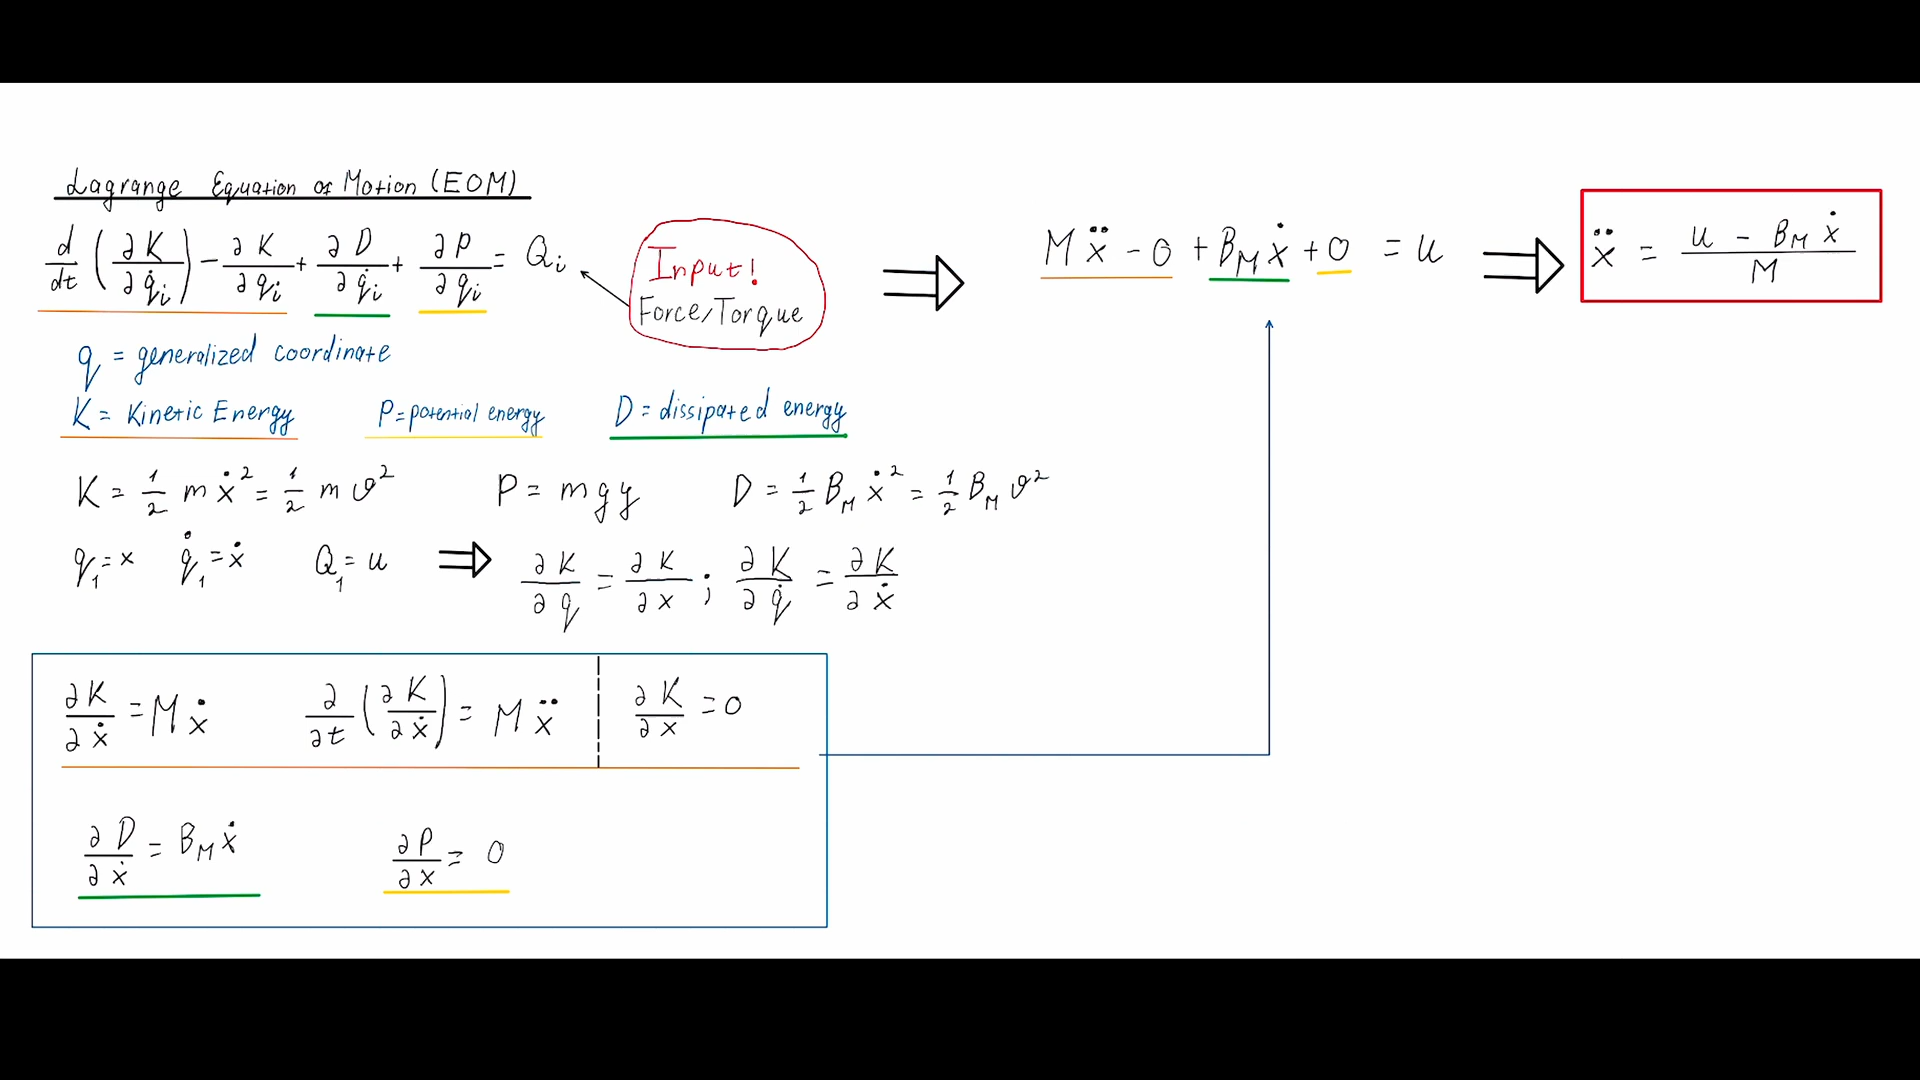 Lagrange Equation of Motion (EOM)
d/dt (∂K/∂q̇ᵢ) - ∂K/∂qᵢ + ∂D/∂q̇ᵢ + ∂P/∂qᵢ = Qᵢ
Input!
Force/Torque
⇒ Mẍ - 0 + B_M ẋ + 0 = u ⇒ ẍ = (u - B_M ẋ)/M
q = generalized coordinate
K = Kinetic Energy P = potential energy D = dissipated energy
K = 1/2 m ẋ² = 1/2 m v² P = m g y D = 1/2 B_M ẋ² = 1/2 B_M v²
q₁ = x q̇₁ = ẋ Q₁ = u ⇒ ∂K/∂q = ∂K/∂x ; ∂K/∂q̇ = ∂K/∂ẋ
∂K/∂ẋ = Mẋ ∂/∂t (∂K/∂ẋ) = Mẍ ∂K/∂x = 0
∂D/∂ẋ = B_M ẋ ∂P/∂x = 0